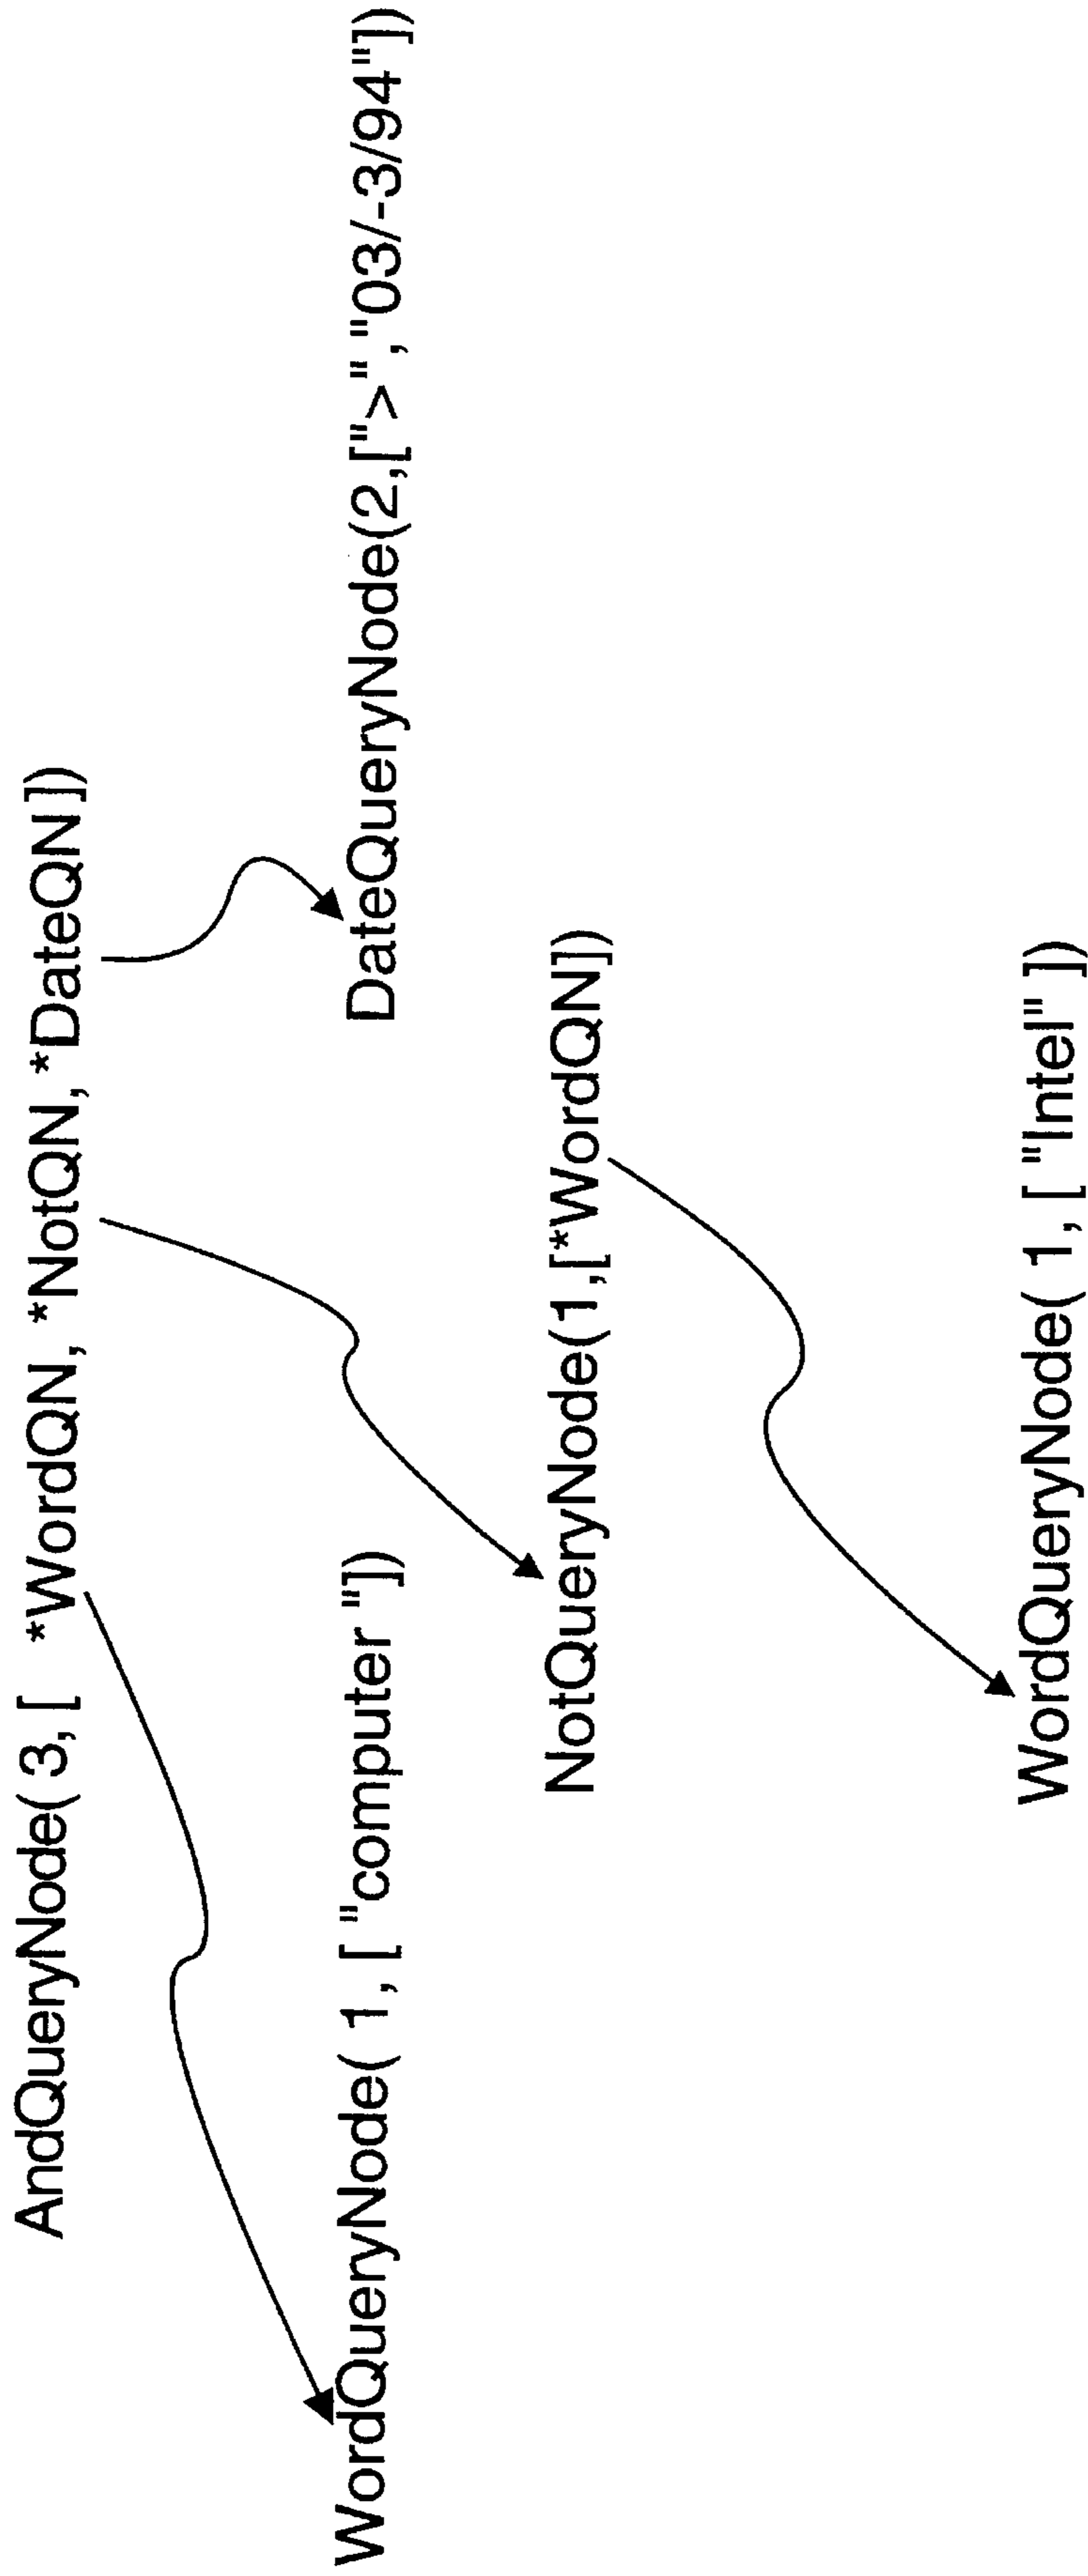 AndQueryNode( 3, [ *WordQN, *NotQN, *DateQN ])
WordQueryNode( 1, [ "computer "])
DateQueryNode(2,[">","03/-3/94"])
NotQueryNode(1,[*WordQN])
WordQueryNode( 1, [ "Intel" ])